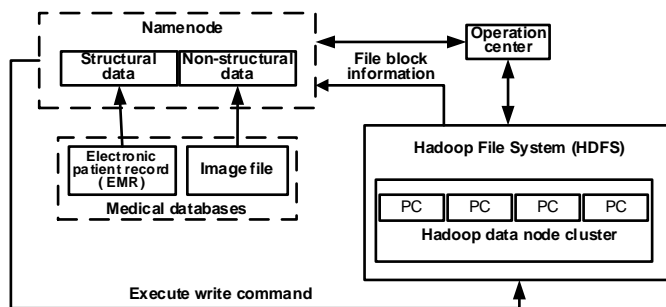 Namenode
Structural data
Non-structural data
File block information
Operation center
Electronic patient record ( EMR )
Image file
Medical databases
Hadoop File System (HDFS)
PC PC PC PC
Hadoop data node cluster
Execute write command